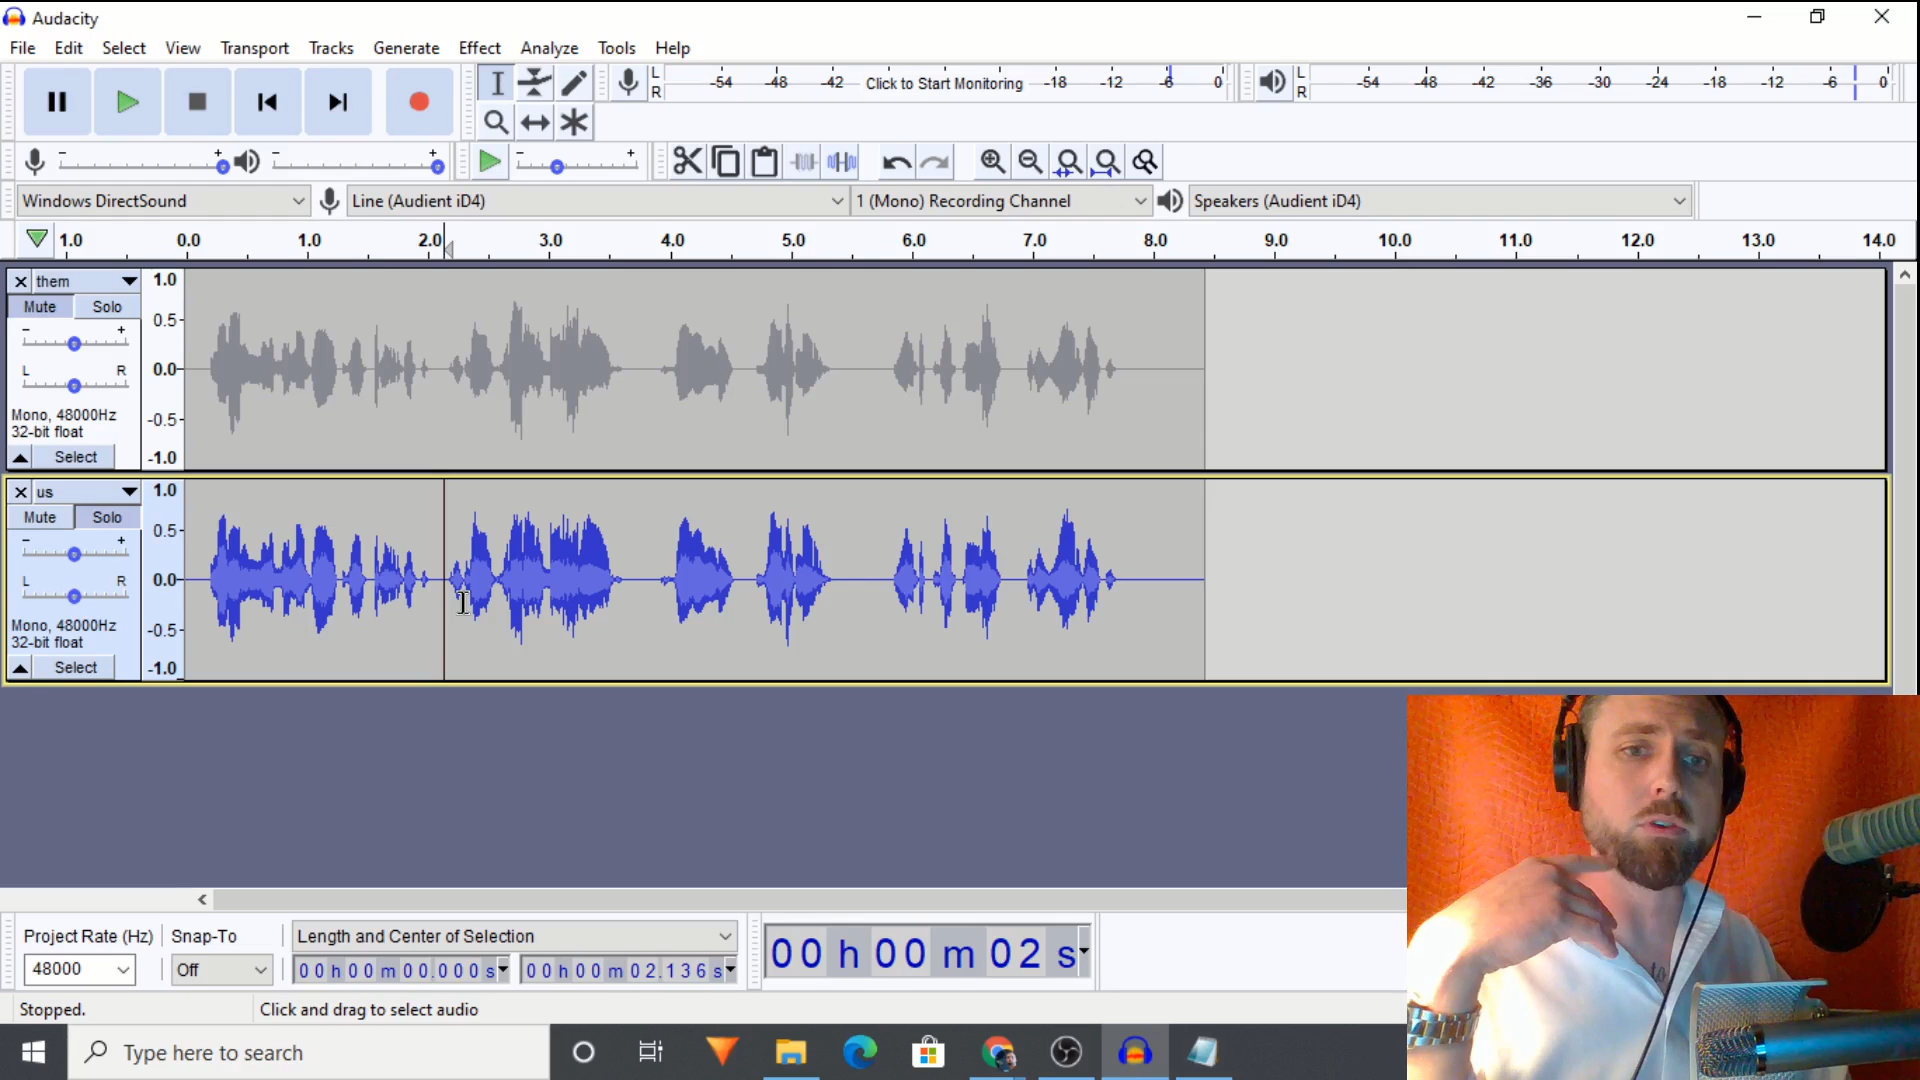 Audacity
File Edit Select View Transport Tracks Generate Effect Analyze Tools Help
L
R
-54 -48 -42 Click to Start Monitoring -18 -12 -6 0
L
R
-54 -48 -42 -36 -30 -24 -18 -12 -6 0
- + - + - +
Windows DirectSound Line (Audient iD4) 1 (Mono) Recording Channel Speakers (Audient iD4)
1.0 0.0 1.0 2.0 3.0 4.0 5.0 6.0 7.0 8.0 9.0 10.0 11.0 12.0 13.0 14.0
them 1.0
Mute Solo
- + 0.5
L R 0.0
Mono, 48000Hz -0.5
32-bit float
Select -1.0
us 1.0
Mute Solo
- + 0.5
L R 0.0
Mono, 48000Hz -0.5
32-bit float
Select -1.0
Project Rate (Hz) Snap-To Length and Center of Selection
48000 Off 00 h 00 m 00.000 s 00 h 00 m 02.136 s
00 h 00 m 02 s
Stopped. Click and drag to select audio
Type here to search